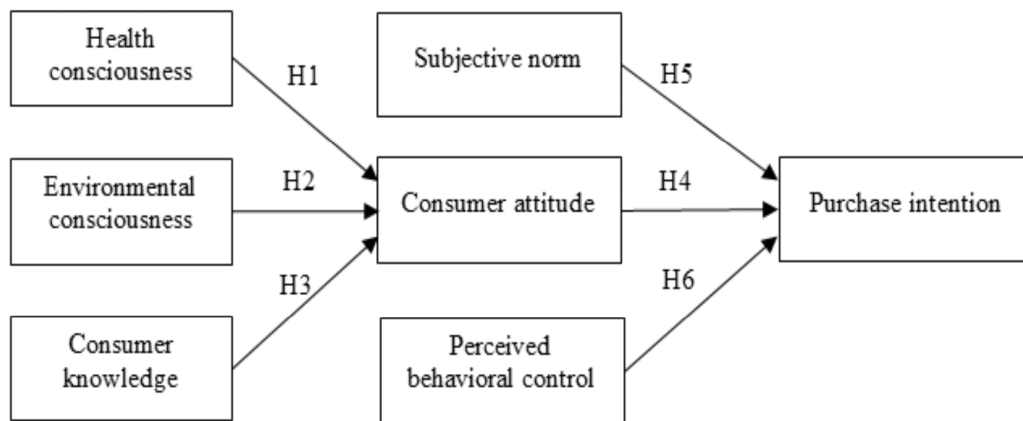 Health
consciousness
H1
Subjective norm
H5
Environmental
consciousness
H2
Consumer attitude
H4
Purchase intention
H3
H6
Consumer
knowledge
Perceived
behavioral control